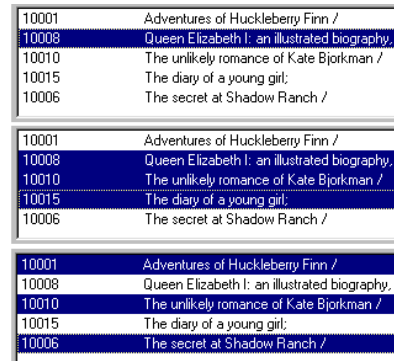 10001 Adventures of Huckleberry Finn /
10008 Queen Elizabeth I: an illustrated biography,
10010 The unlikely romance of Kate Bjorkman /
10015 The diary of a young girl;
10006 The secret at Shadow Ranch /
10001 Adventures of Huckleberry Finn /
10008 Queen Elizabeth I: an illustrated biography,
10010 The unlikely romance of Kate Bjorkman /
10015 The diary of a young girl;
10006 The secret at Shadow Ranch /
10001 Adventures of Huckleberry Finn /
10008 Queen Elizabeth I: an illustrated biography,
10010 The unlikely romance of Kate Bjorkman /
10015 The diary of a young girl;
10006 The secret at Shadow Ranch /